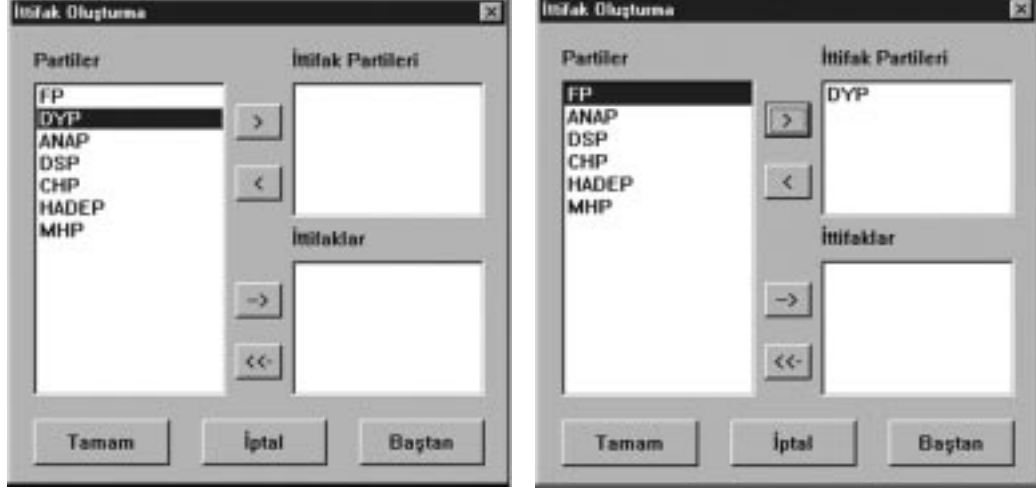 İttifak Oluşturma
Partiler
İttifak Partileri
FP
DYP
ANAP
DSP
CHP
HADEP
MHP
>
<
İttifaklar
-->
<<-
Tamam
İptal
Baştan
İttifak Oluşturma
Partiler
İttifak Partileri
FP
ANAP
DSP
CHP
HADEP
MHP
>
<
DYP
İttifaklar
-->
<<-
Tamam
İptal
Baştan